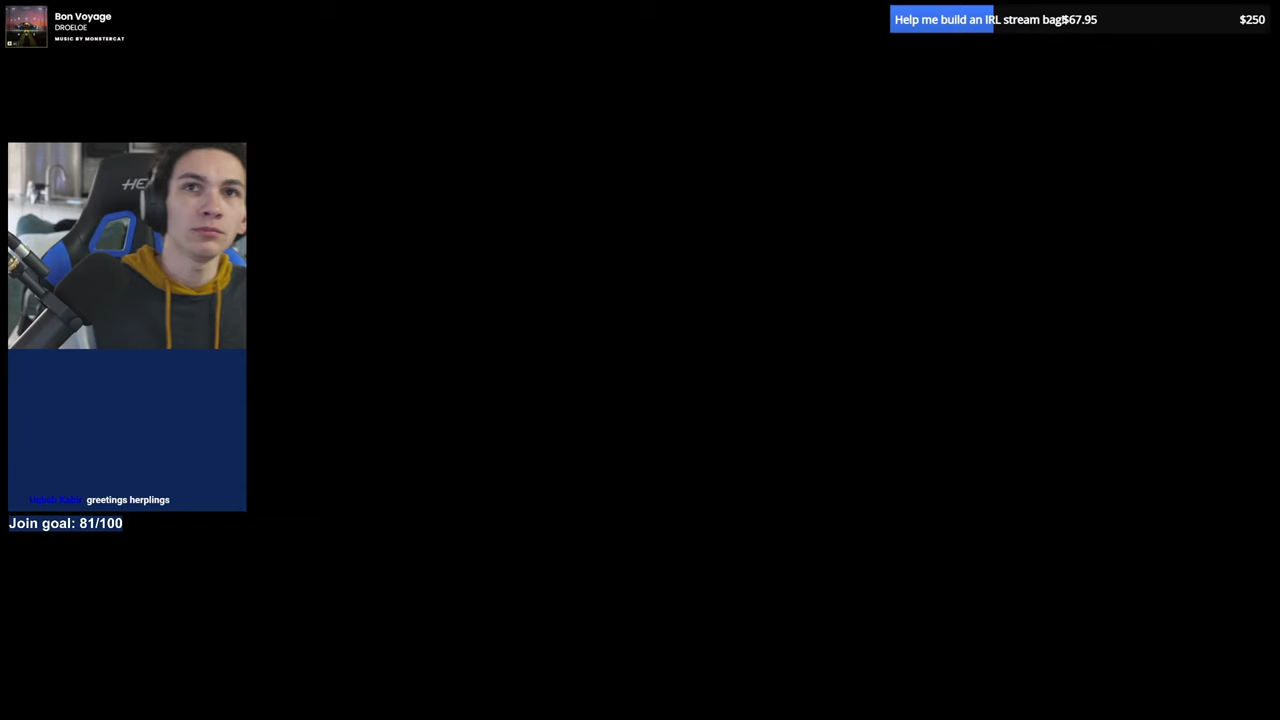 Bon Voyage
DROELOE
MUSIC BY MONSTERCAT
Help me build an IRL stream bag! $67.95 $250
HE
greetings herplings
Join goal: 81/100